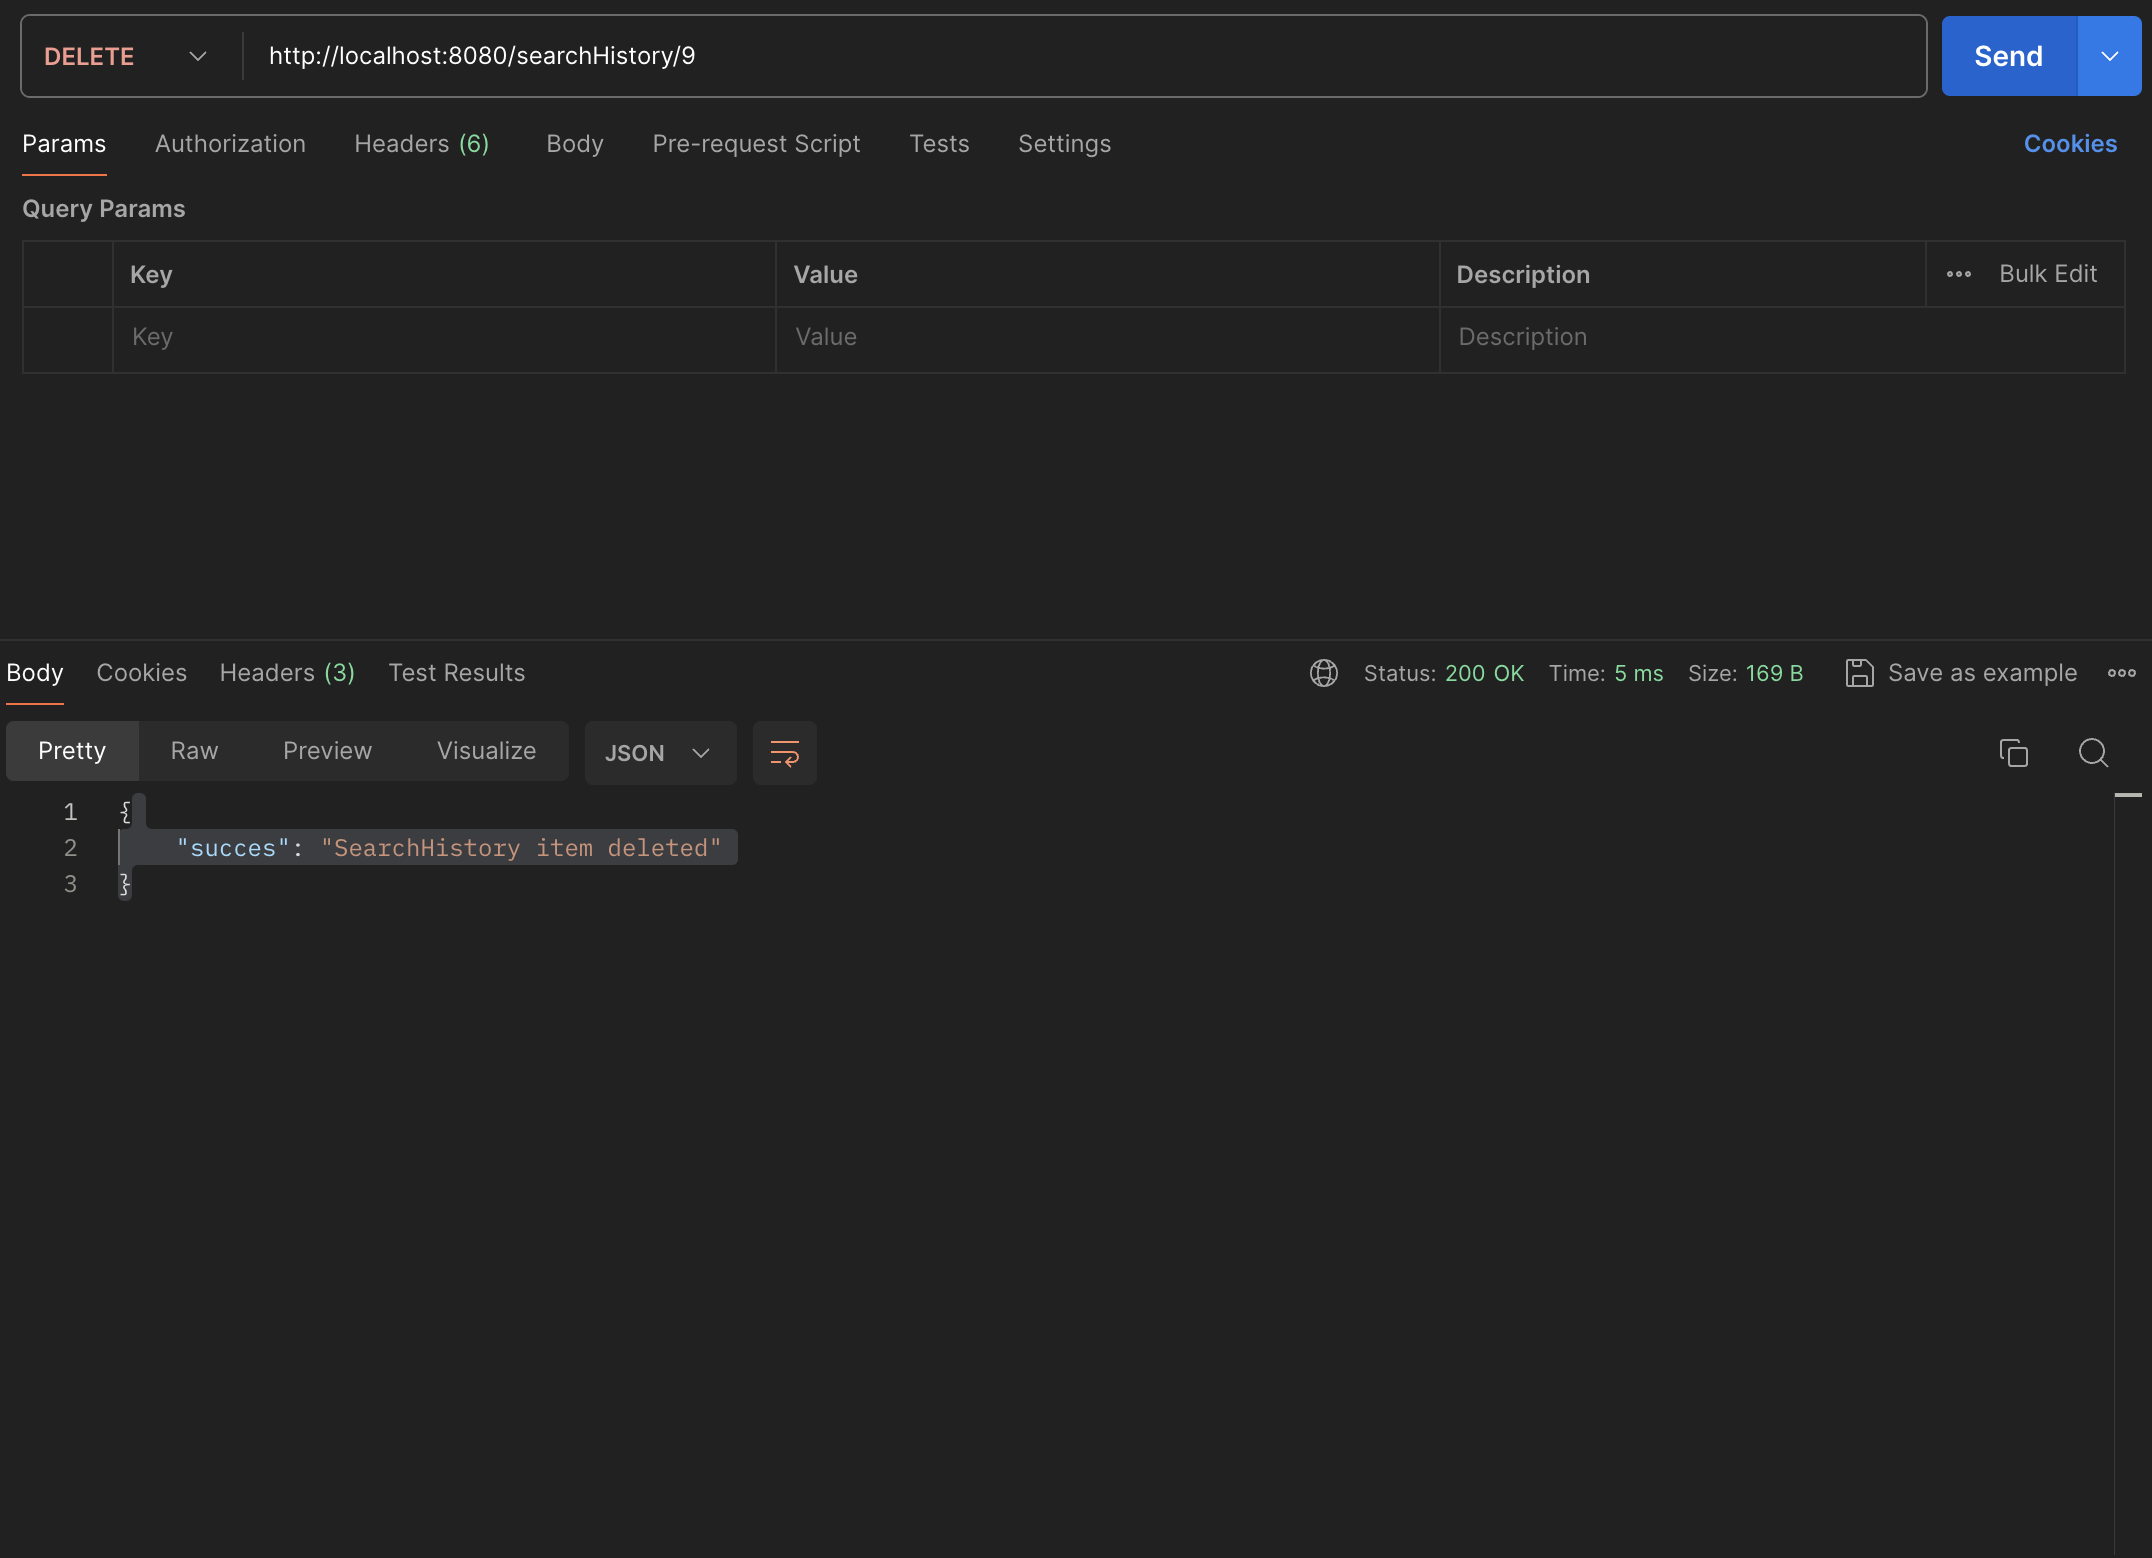 DELETE http://localhost:8080/searchHistory/9 Send
Params Authorization Headers (6) Body Pre-request Script Tests Settings Cookies
Query Params
Key Value Description Bulk Edit
Key Value Description
Body Cookies Headers (3) Test Results Status: 200 OK Time: 5 ms Size: 169 B Save as example
Pretty Raw Preview Visualize JSON
1 {
2 "succes": "SearchHistory item deleted"
3 }